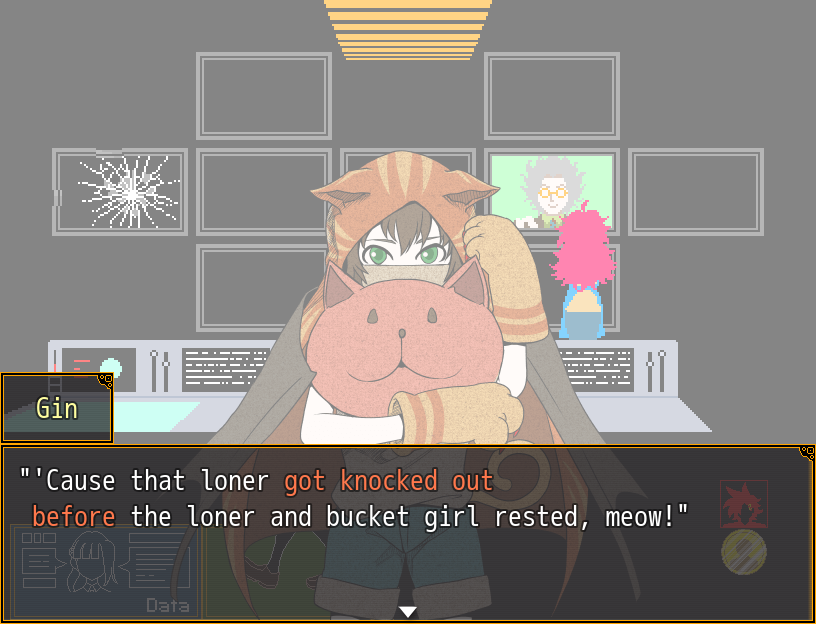 Gin
"'Cause that loner got knocked out
before the loner and bucket girl rested, meow!"
Data